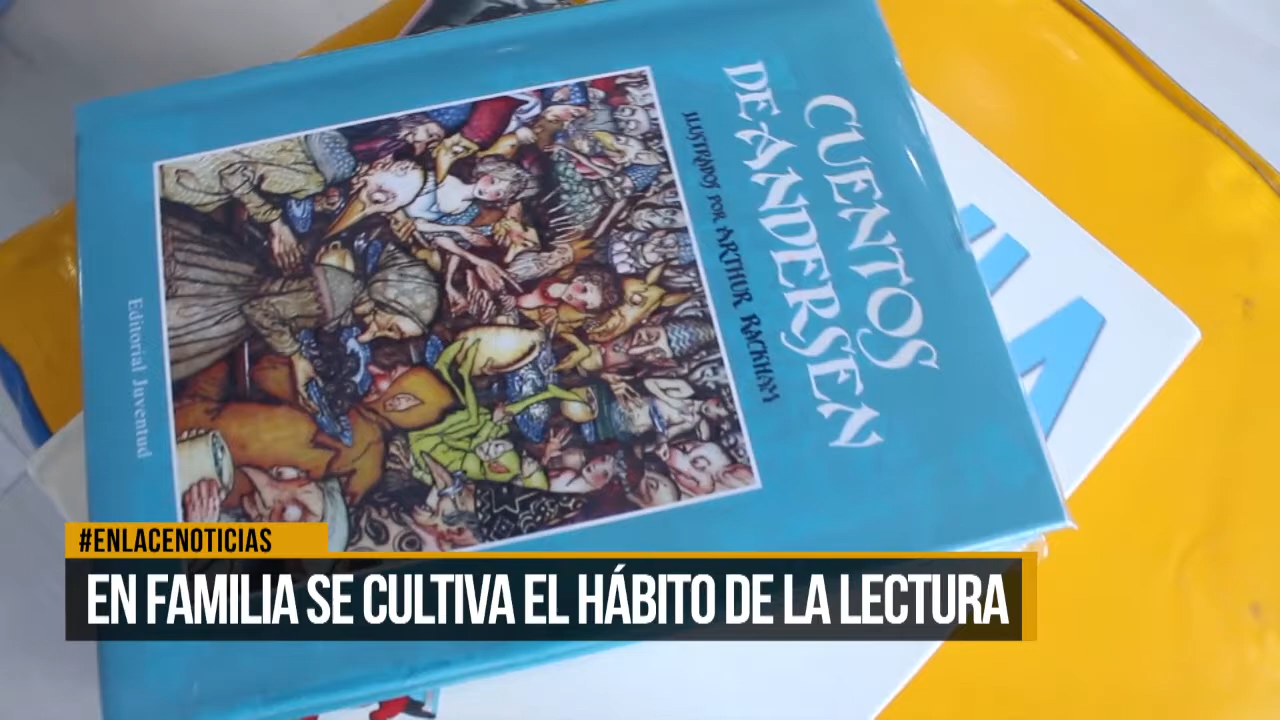 CUENTOS
DE ANDERSEN
ILUSTRADOS POR ARTHUR RACKHAM
Editorial Juventud
#ENLACENOTICIAS
EN FAMILIA SE CULTIVA EL HÁBITO DE LA LECTURA